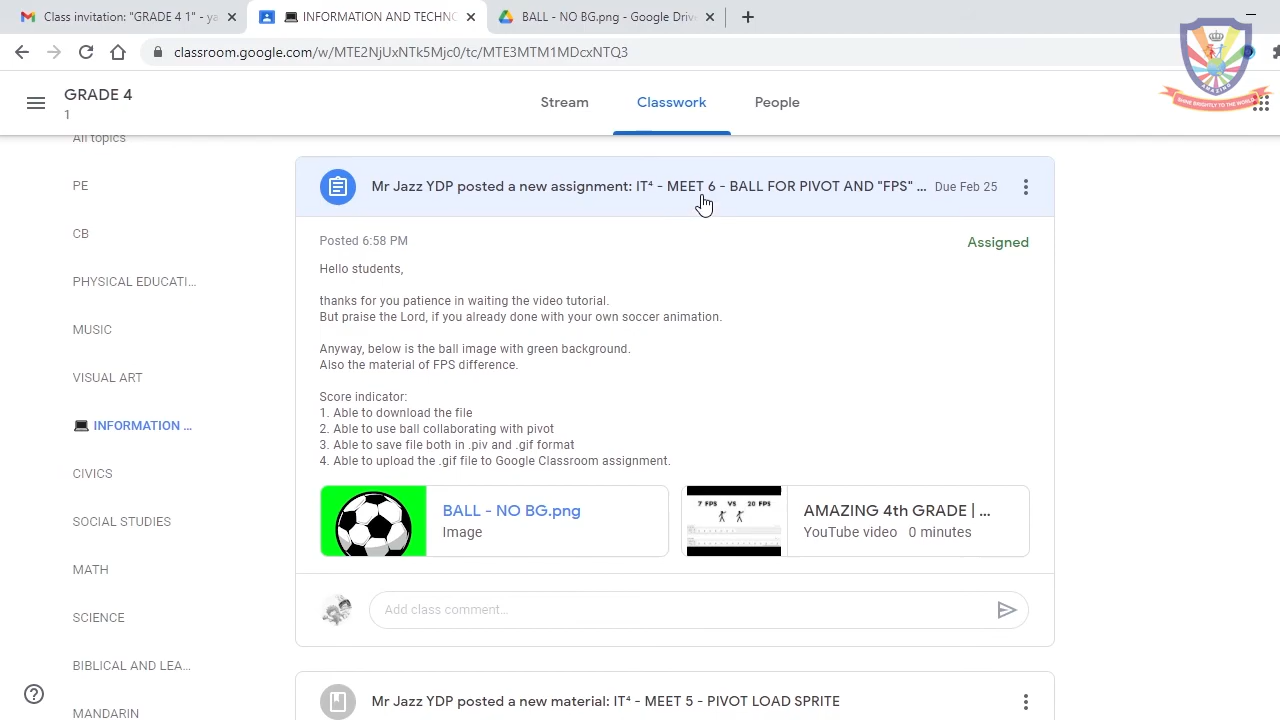 Class invitation: "GRADE 4 1" - ya
INFORMATION AND TECHNO
BALL - NO BG.png - Google Drive
classroom.google.com/w/MTE2NjUxNTk5Mjc0/tc/MTE3MTM1MDcxNTQ3
AMAZING
SHINE BRIGHTLY TO THE WORLD
GRADE 4
1
Stream
Classwork
People
All topics
PE
CB
PHYSICAL EDUCATI...
MUSIC
VISUAL ART
INFORMATION ...
CIVICS
SOCIAL STUDIES
MATH
SCIENCE
BIBLICAL AND LEA...
MANDARIN
Mr Jazz YDP posted a new assignment: IT⁴ - MEET 6 - BALL FOR PIVOT AND "FPS" ...
Due Feb 25
Posted 6:58 PM
Assigned
Hello students,
thanks for you patience in waiting the video tutorial.
But praise the Lord, if you already done with your own soccer animation.
Anyway, below is the ball image with green background.
Also the material of FPS difference.
Score indicator:
1. Able to download the file
2. Able to use ball collaborating with pivot
3. Able to save file both in .piv and .gif format
4. Able to upload the .gif file to Google Classroom assignment.
BALL - NO BG.png
Image
7 FPS VS 20 FPS
AMAZING 4th GRADE | ...
YouTube video 0 minutes
Add class comment...
Mr Jazz YDP posted a new material: IT⁴ - MEET 5 - PIVOT LOAD SPRITE